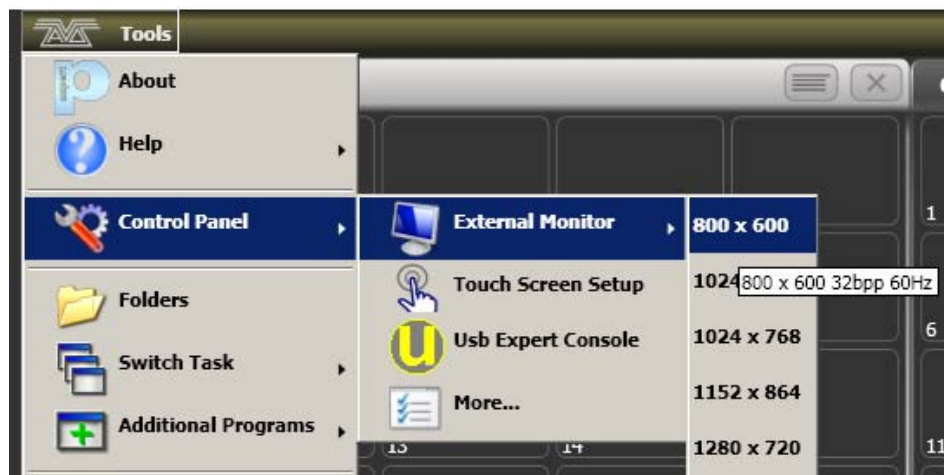 Tools
About
Help
Control Panel
External Monitor
800 x 600
1
Folders
Touch Screen Setup
1024
800 x 600 32bpp 60Hz
Switch Task
Usb Expert Console
1024 x 768
6
Additional Programs
More...
1152 x 864
13
14
1280 x 720
11